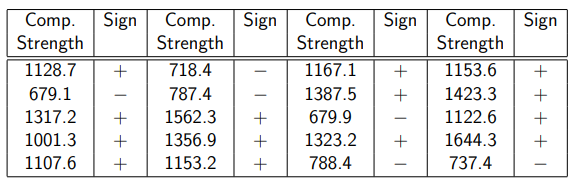 Comp. Strength | Sign | Comp. Strength | Sign | Comp. Strength | Sign | Comp. Strength | Sign
1128.7 | + | 718.4 | − | 1167.1 | + | 1153.6 | +
679.1 | − | 787.4 | − | 1387.5 | + | 1423.3 | +
1317.2 | + | 1562.3 | + | 679.9 | − | 1122.6 | +
1001.3 | + | 1356.9 | + | 1323.2 | + | 1644.3 | +
1107.6 | + | 1153.2 | + | 788.4 | − | 737.4 | −